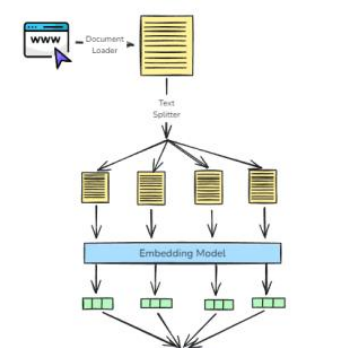 WWW
Document
Loader
Text
Splitter
Embedding Model